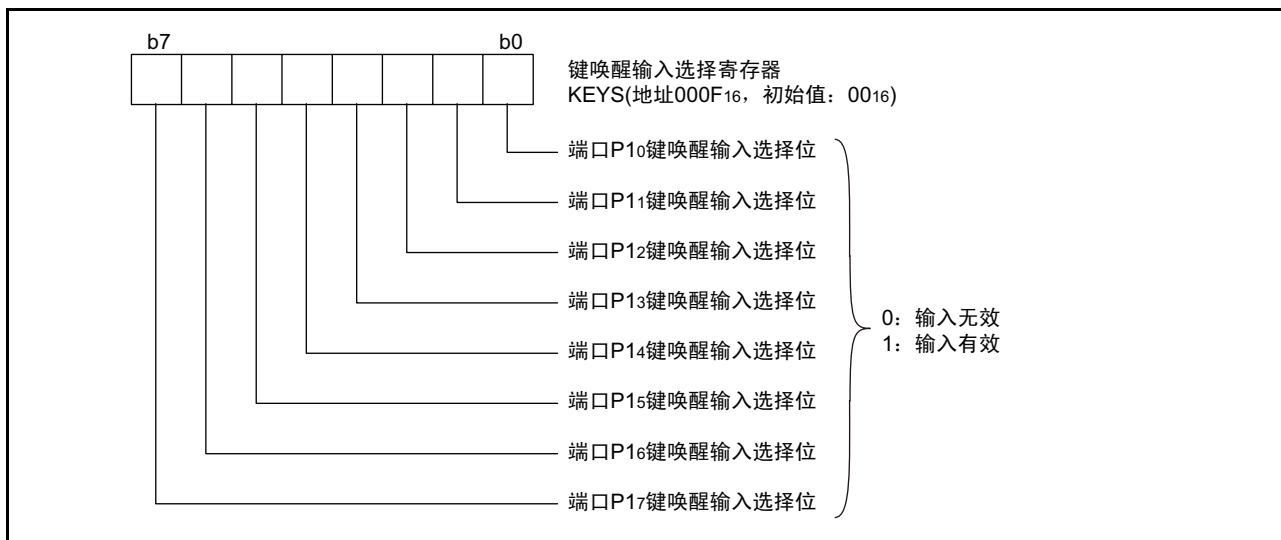 b7 b0
键唤醒输入选择寄存器
KEYS(地址000F16，初始值：0016)
端口P10键唤醒输入选择位
端口P11键唤醒输入选择位
端口P12键唤醒输入选择位
端口P13键唤醒输入选择位
端口P14键唤醒输入选择位
端口P15键唤醒输入选择位
端口P16键唤醒输入选择位
端口P17键唤醒输入选择位
0：输入无效
1：输入有效